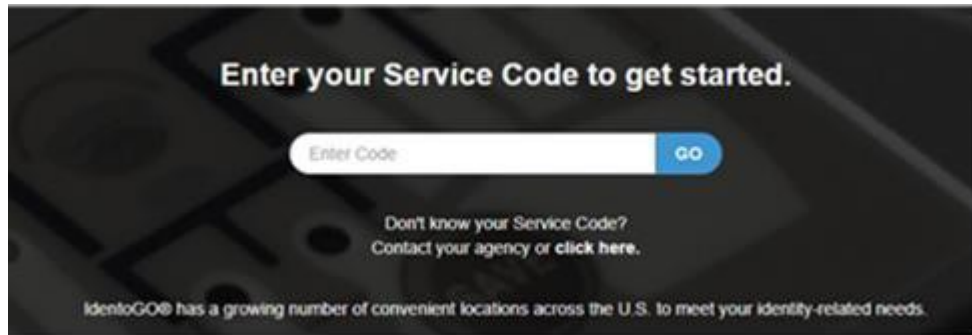 Enter your Service Code to get started.
Enter Code
GO
Don't know your Service Code?
Contact your agency or click here.
IdentoGO® has a growing number of convenient locations across the U.S. to meet your identity-related needs.